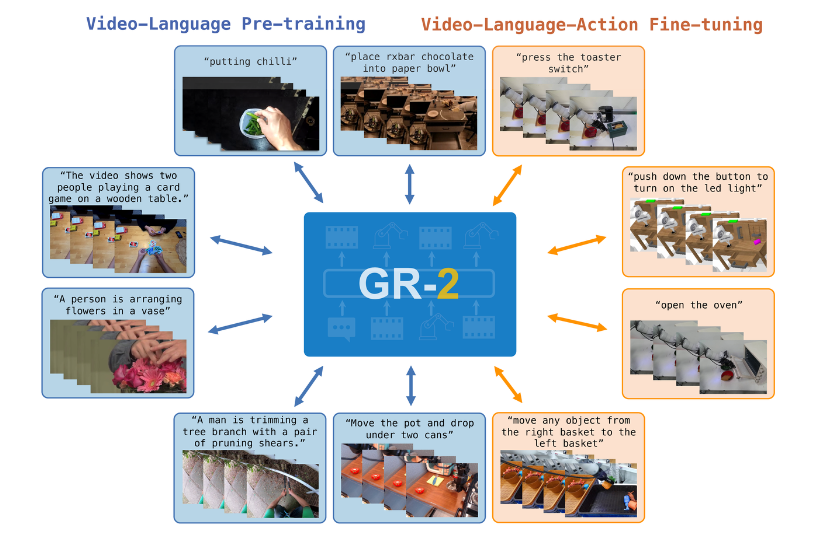 Video-Language Pre-training
Video-Language-Action Fine-tuning
“putting chilli”
“place rxbar chocolate
into paper bowl”
“press the toaster
switch”
“The video shows two
people playing a card
game on a wooden table.”
“push down the button to
turn on the led light”
GR-2
“A person is arranging
flowers in a vase”
“open the oven”
“A man is trimming a
tree branch with a pair
of pruning shears.”
“Move the pot and drop
under two cans”
“move any object from
the right basket to the
left basket”